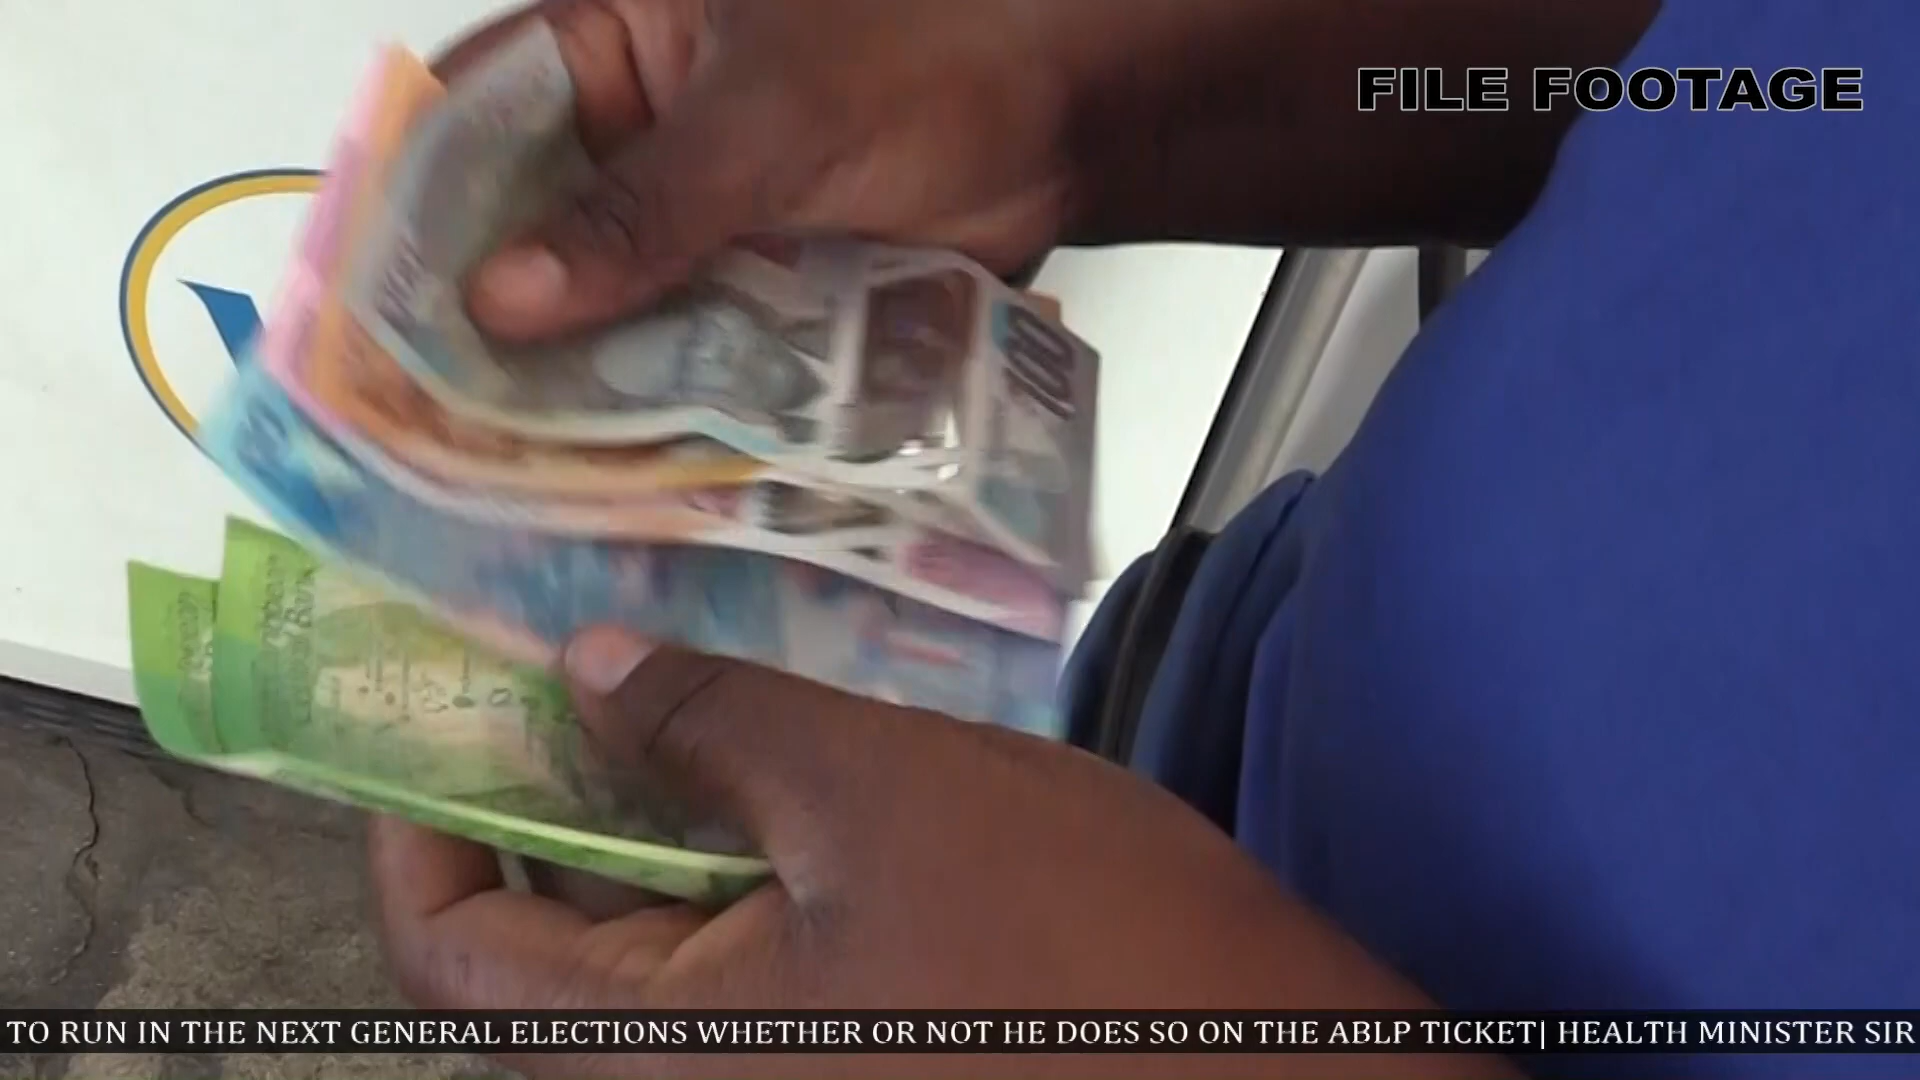 FILE FOOTAGE
100
TO RUN IN THE NEXT GENERAL ELECTIONS WHETHER OR NOT HE DOES SO ON THE ABLP TICKET| HEALTH MINISTER SIR